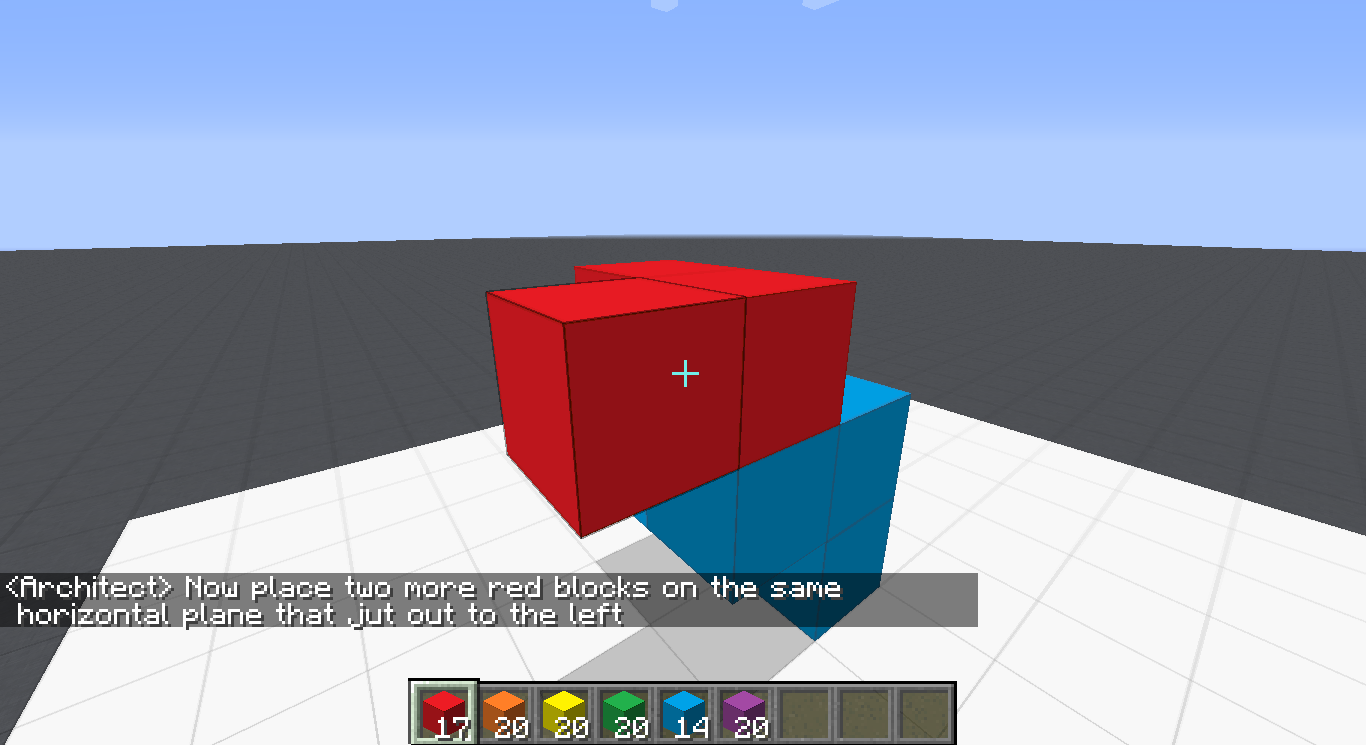 <Architect> Now place two more red blocks on the same
horizontal plane that jut out to the left
17 20 20 20 14 20